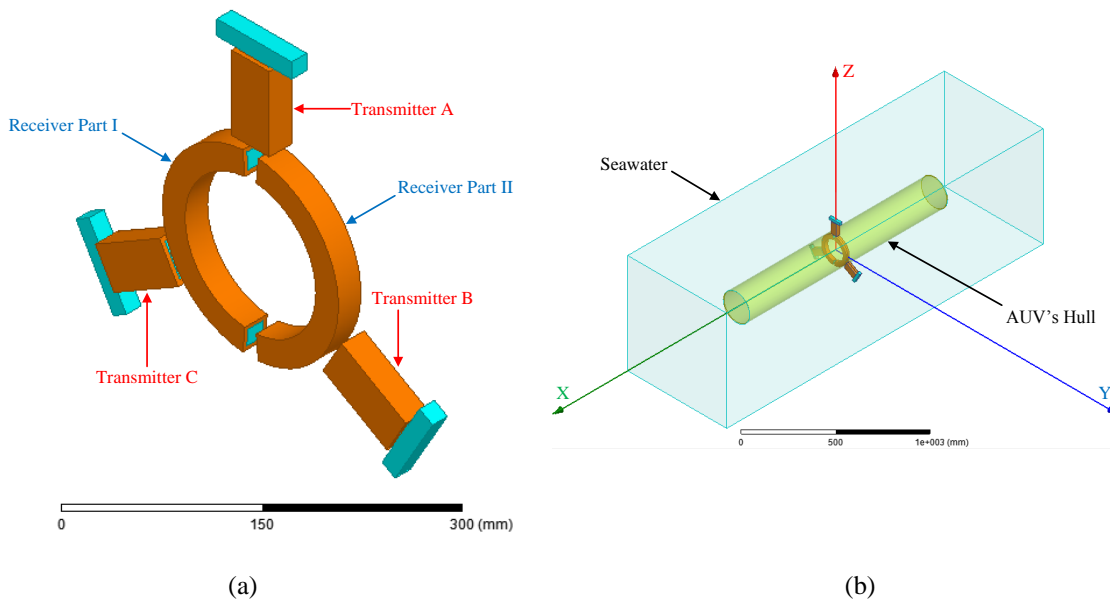 Transmitter A
Receiver Part I
Receiver Part II
Transmitter B
Transmitter C
0
150
300 (mm)
(a)
Z
Seawater
AUV's Hull
X
Y
0
500
1e+003 (mm)
(b)